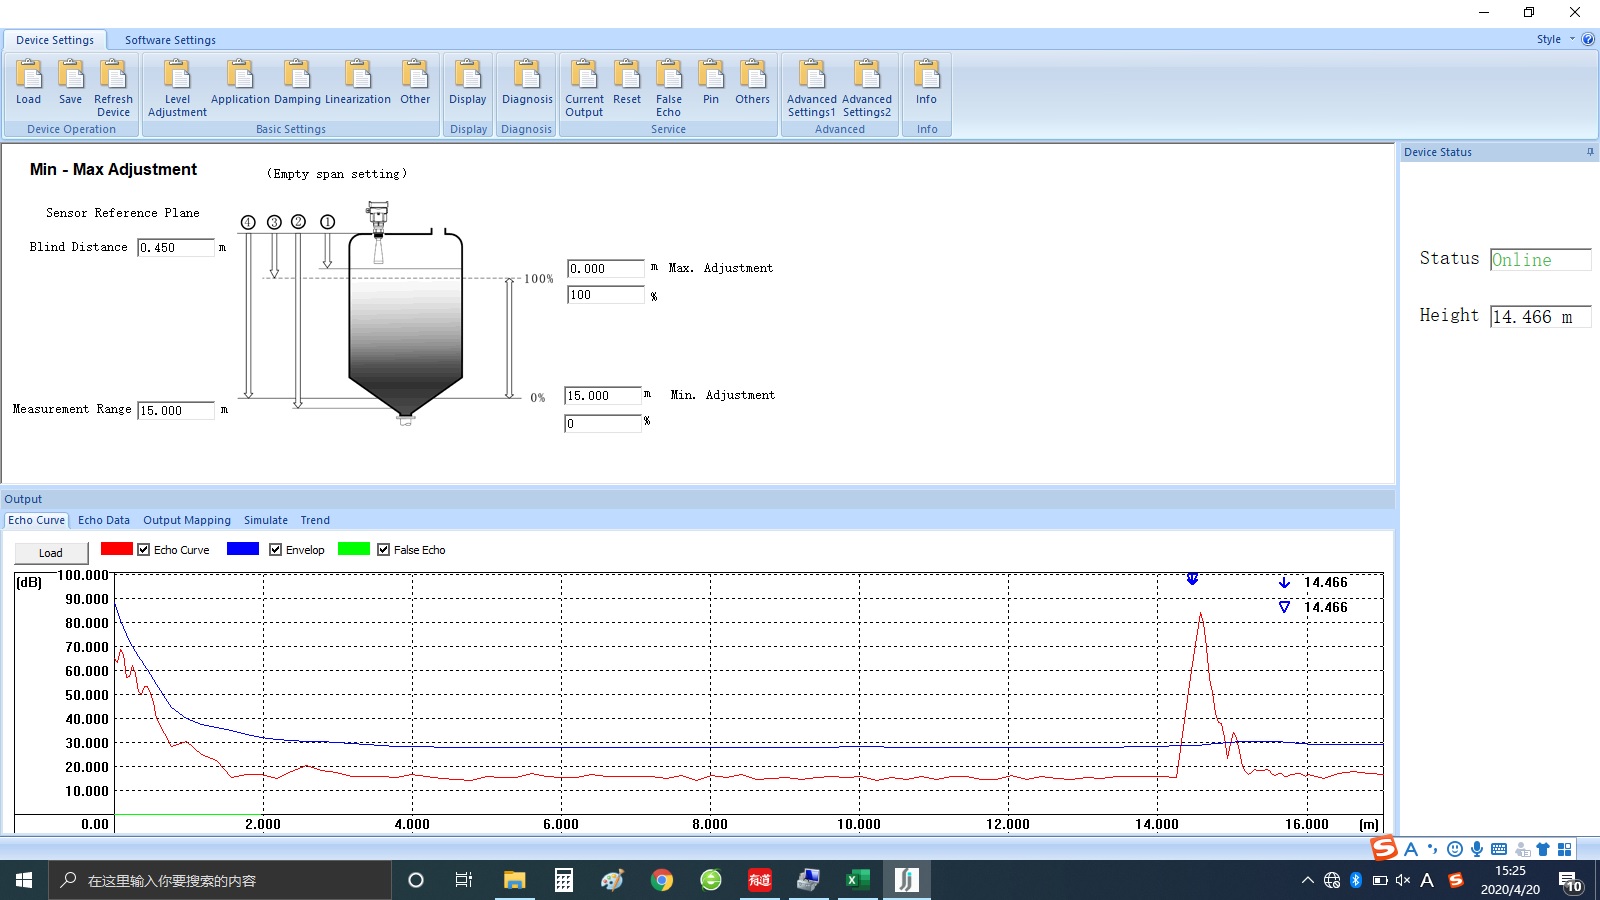 Device Settings
Software Settings
Style
Load
Save
Refresh
Device
Level
Adjustment
Application
Damping
Linearization
Other
Display
Diagnosis
Current
Output
Reset
False
Echo
Pin
Others
Advanced
Settings1
Advanced
Settings2
Info
Device Operation
Basic Settings
Display
Diagnosis
Service
Advanced
Info
Min - Max Adjustment
(Empty span setting)
Device Status
Sensor Reference Plane
④ ③ ② ①
Blind Distance 0.450 m
100%
0.000 m Max. Adjustment
100 %
Status Online
Height 14.466 m
0%
15.000 m Min. Adjustment
0 %
Measurement Range 15.000 m
Output
Echo Curve
Echo Data
Output Mapping
Simulate
Trend
Load
Echo Curve
Envelop
False Echo
(dB)
100.000
90.000
80.000
70.000
60.000
50.000
40.000
30.000
20.000
10.000
14.466
14.466
0.00 2.000 4.000 6.000 8.000 10.000 12.000 14.000 16.000 (m)
S A
在这里输入你要搜索的内容
有道
A
S
15:25
2020/4/20
10